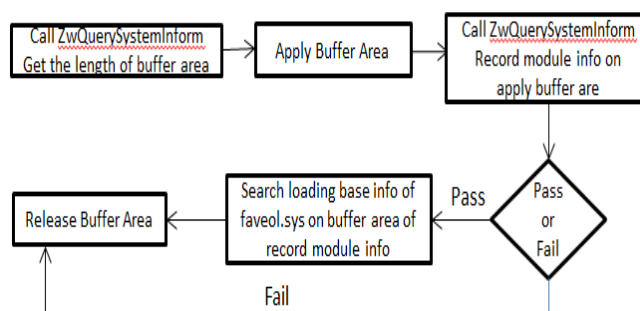 Call ZwQuerySystemInform
Get the length of buffer area
Apply Buffer Area
Call ZwQuerySystemInform
Record module info on
apply buffer are
Pass
or
Fail
Pass
Search loading base info of
faveol.sys on buffer area of
record module info
Release Buffer Area
Fail